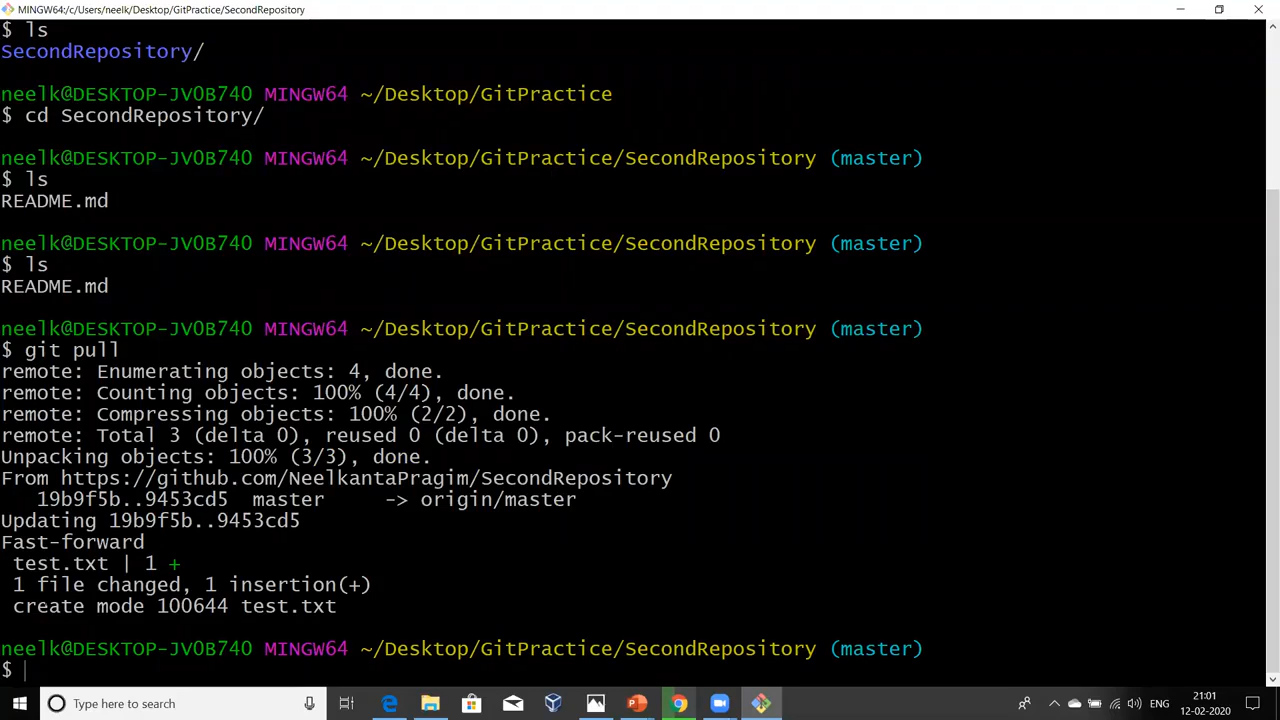 MINGW64:/c/Users/neelk/Desktop/GitPractice/SecondRepository
$ ls
SecondRepository/
neelk@DESKTOP-JV0B740 MINGW64 ~/Desktop/GitPractice
$ cd SecondRepository/
neelk@DESKTOP-JV0B740 MINGW64 ~/Desktop/GitPractice/SecondRepository (master)
$ ls
README.md
neelk@DESKTOP-JV0B740 MINGW64 ~/Desktop/GitPractice/SecondRepository (master)
$ ls
README.md
neelk@DESKTOP-JV0B740 MINGW64 ~/Desktop/GitPractice/SecondRepository (master)
$ git pull
remote: Enumerating objects: 4, done.
remote: Counting objects: 100% (4/4), done.
remote: Compressing objects: 100% (2/2), done.
remote: Total 3 (delta 0), reused 0 (delta 0), pack-reused 0
Unpacking objects: 100% (3/3), done.
From https://github.com/NeelkantaPragim/SecondRepository
19b9f5b..9453cd5  master     -> origin/master
Updating 19b9f5b..9453cd5
Fast-forward
test.txt | 1 +
1 file changed, 1 insertion(+)
create mode 100644 test.txt
neelk@DESKTOP-JV0B740 MINGW64 ~/Desktop/GitPractice/SecondRepository (master)
$
Type here to search
ENG
21:01
12-02-2020